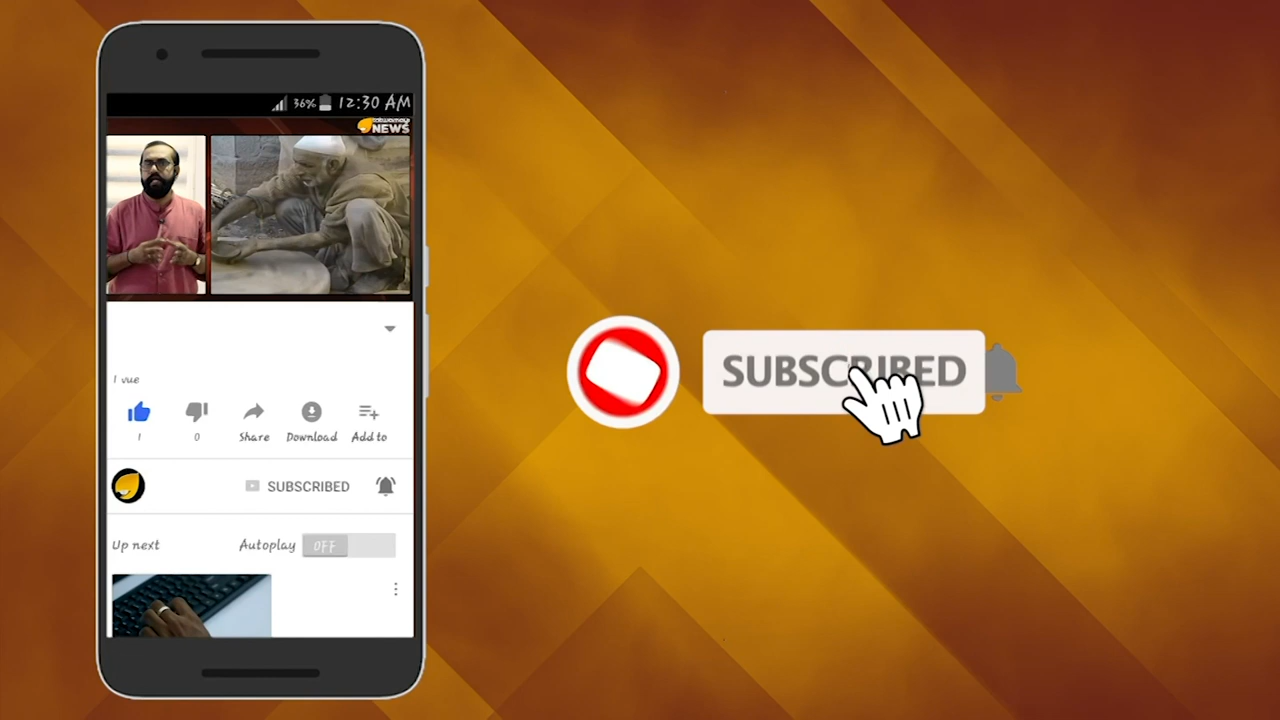 36% 12:30 AM
NEWS
1 vue
1
0
Share
Download
Add to
SUBSCRIBED
Up next
Autoplay
OFF
SUBSCRIBED